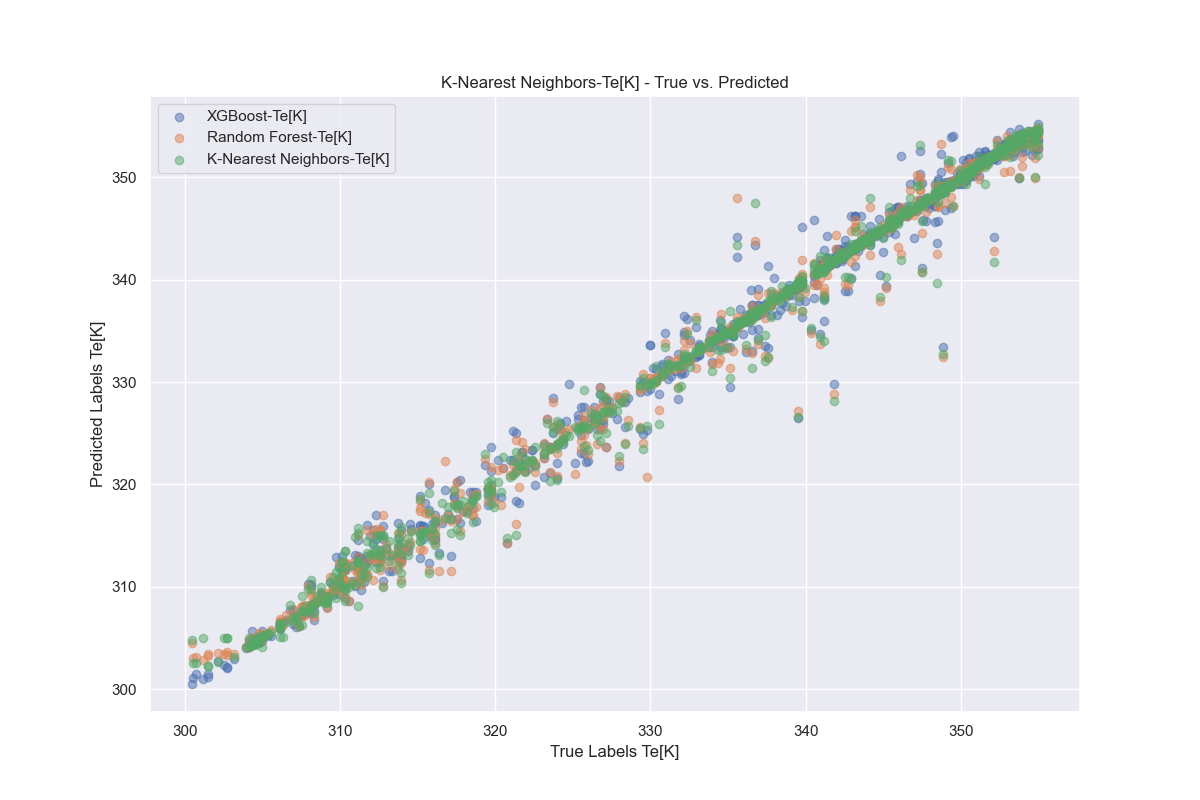 K-Nearest Neighbors-Te[K] - True vs. Predicted
XGBoost-Te[K]
Random Forest-Te[K]
K-Nearest Neighbors-Te[K]
Predicted Labels Te[K]
350
340
330
320
310
300
300 310 320 330 340 350
True Labels Te[K]